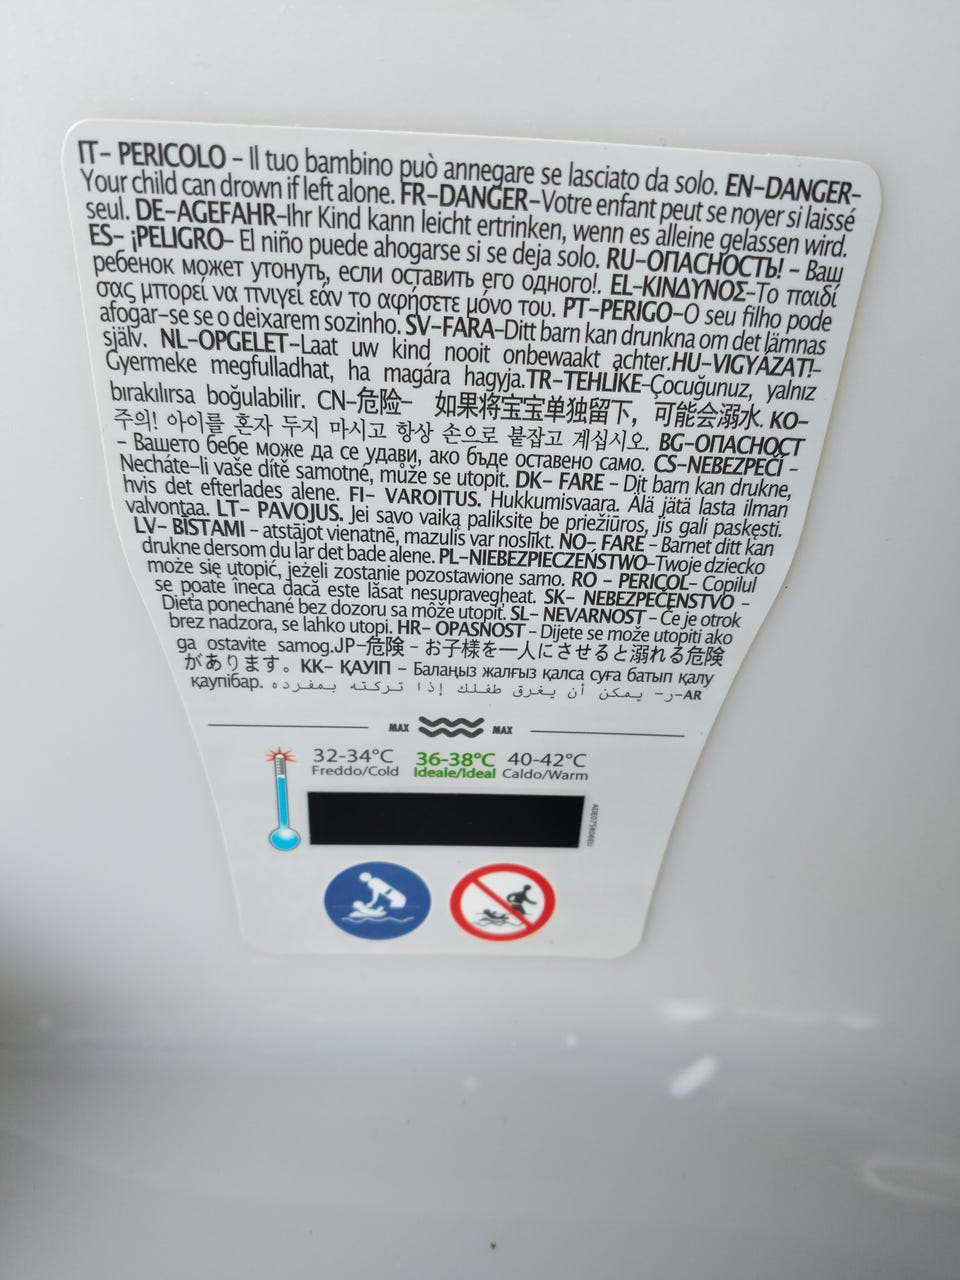 IT- PERICOLO - Il tuo bambino può annegare se lasciato da solo. EN-DANGER-
Your child can drown if left alone. FR-DANGER-Votre enfant peut se noyer si laissé
seul. DE-AGEFAHR-Ihr Kind kann leicht ertrinken, wenn es alleine gelassen wird.
ES- ¡PELIGRO- El niño puede ahogarse si se deja solo. RU-ОПАСНОСТЬ! - Ваш
ребенок может утонуть, если оставить его одного!. EL-ΚΙΝΔΥΝΟΣ-Το παιδί
σας μπορεί να πνιγεί εάν το αφήσετε μόνο του. PT-PERIGO-O seu filho pode
afogar-se se o deixarem sozinho. SV-FARA-Ditt barn kan drunkna om det lämnas
själv. NL-OPGELET-Laat uw kind nooit onbewaakt achter.HU-VIGYÁZAT!-
Gyermeke megfulladhat, ha magára hagyja.TR-TEHLİKE-Çocuğunuz, yalnız
bırakılırsa boğulabilir. CN-危险- 如果将宝宝单独留下，可能会溺水. KO-
주의! 아이를 혼자 두지 마시고 항상 손으로 붙잡고 계십시오. BG-ОПАСНОСТ
- Вашето бебе може да се удави, ако бъде оставено само. CS-NEBEZPEČÍ -
Necháte-li vaše dítě samotné, může se utopit. DK- FARE - Dit barn kan drukne,
hvis det efterlades alene. FI- VAROITUS. Hukkumisvaara. Älä jätä lasta ilman
valvontaa. LT- PAVOJUS. Jei savo vaiką paliksite be priežiūros, jis gali paskęsti.
LV- BĪSTAMI - atstājot vienatnē, mazulis var noslīkt. NO- FARE - Barnet ditt kan
drukne dersom du lar det bade alene. PL-NIEBEZPIECZEŃSTWO-Twoje dziecko
może się utopić, jeżeli zostanie pozostawione samo. RO - PERICOL- Copilul
se poate îneca dacă este lăsat nesupravegheat. SK- NEBEZPEČENSTVO -
Dieťa ponechané bez dozoru sa môže utopiť. SL- NEVARNOST - Če je otrok
brez nadzora, se lahko utopi. HR- OPASNOST - Dijete se može utopiti ako
ga ostavite samog.JP-危険 - お子様を一人にさせると溺れる危険
があります。KK- ҚАУІП - Балаңыз жалғыз қалса суға батып қалу
қаупібар. ر- يمكن أن يغرق طفلك إذا تركته بمفرده-AR
MAX MAX
32-34°C 36-38°C 40-42°C
Freddo/Cold Ideale/Ideal Caldo/Warm